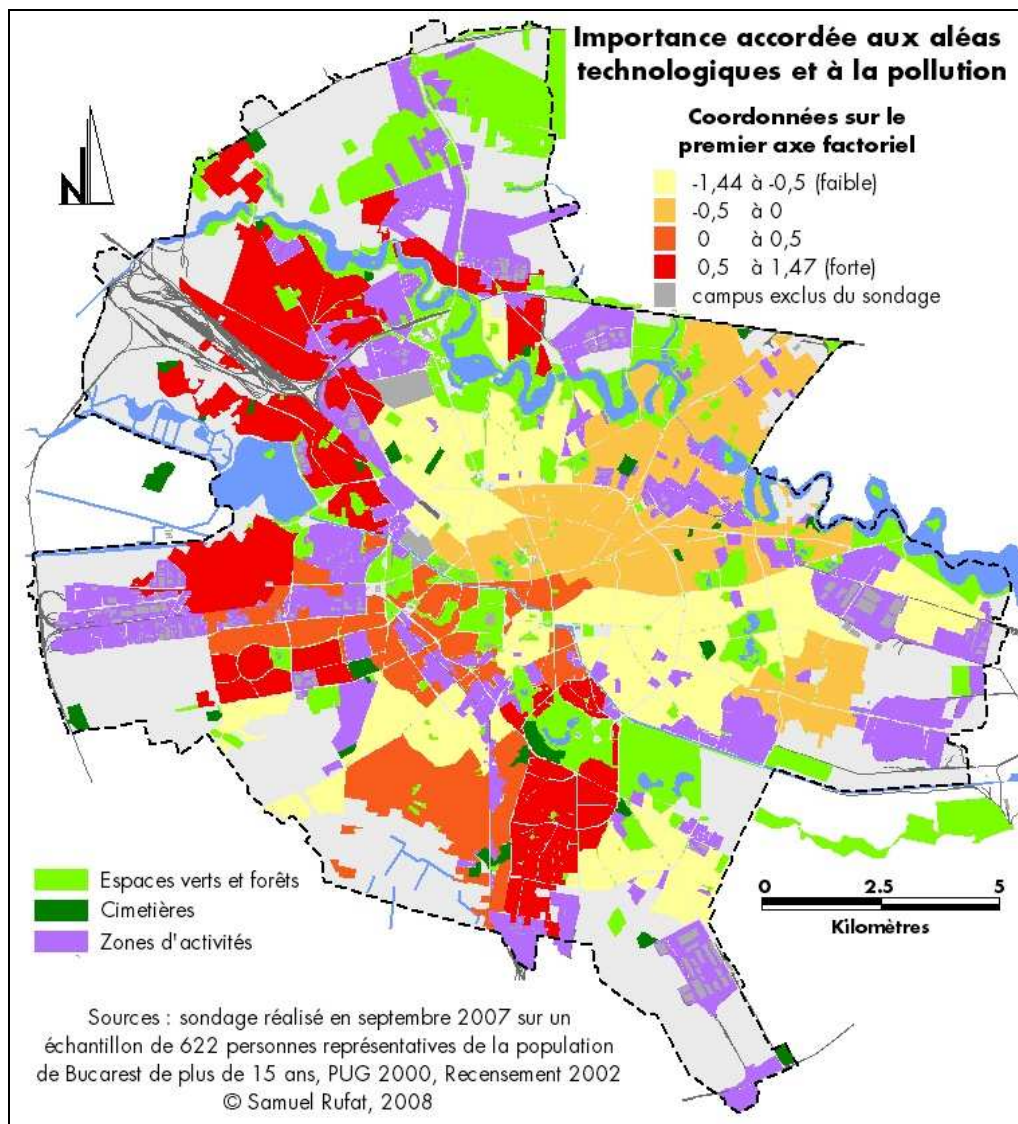 Importance accordée aux aléas
technologiques et à la pollution
Coordonnées sur le
premier axe factoriel
-1,44 à -0,5 (faible)
-0,5 à 0
0 à 0,5
0,5 à 1,47 (forte)
campus exclus du sondage
N
Espaces verts et forêts
Cimetières
Zones d'activités
0 2.5 5
Kilomètres
Sources : sondage réalisé en septembre 2007 sur un
échantillon de 622 personnes représentatives de la population
de Bucarest de plus de 15 ans, PUG 2000, Recensement 2002
© Samuel Rufat, 2008